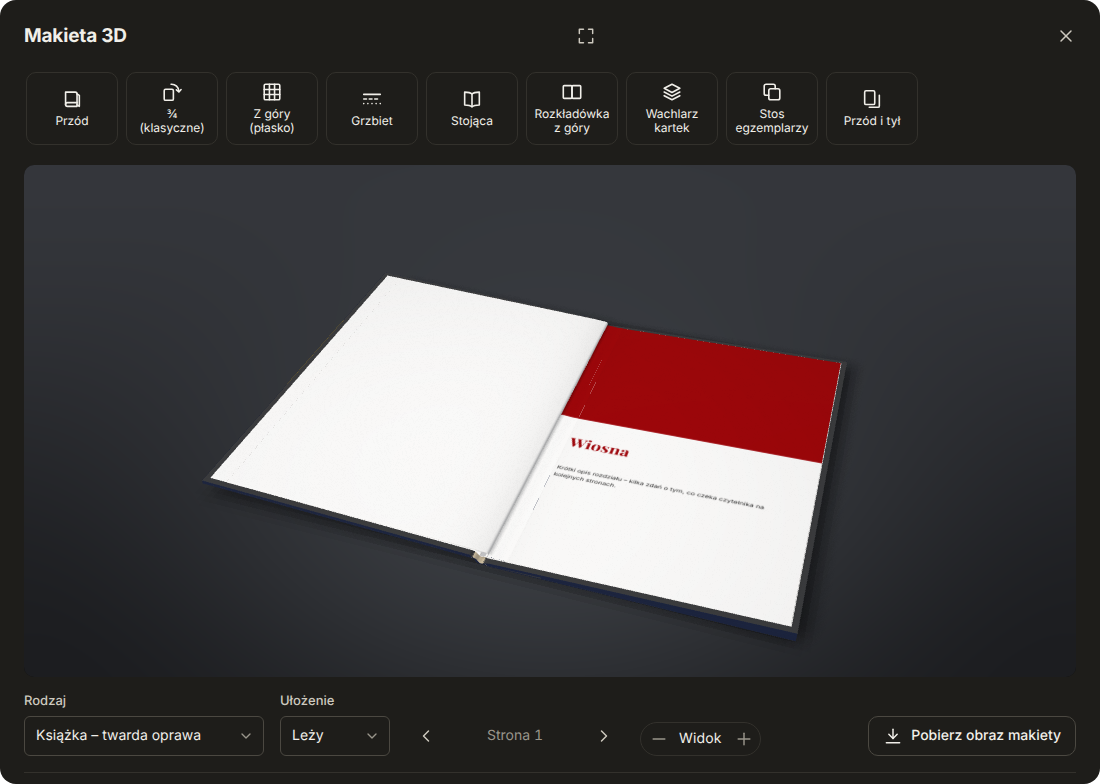 Makieta 3D
Przód
¾
(klasyczne)
Z góry
(płasko)
Grzbiet
Stojąca
Rozkładówka
z góry
Wachlarz
kartek
Stos
egzemplarzy
Przód i tył
Wiosna
Krótki opis rozdziału – kilka zdań o tym, co czeka czytelnika na
kolejnych stronach.
Rodzaj
Ułożenie
Książka – twarda oprawa
Leży
Strona 1
Widok
Pobierz obraz makiety